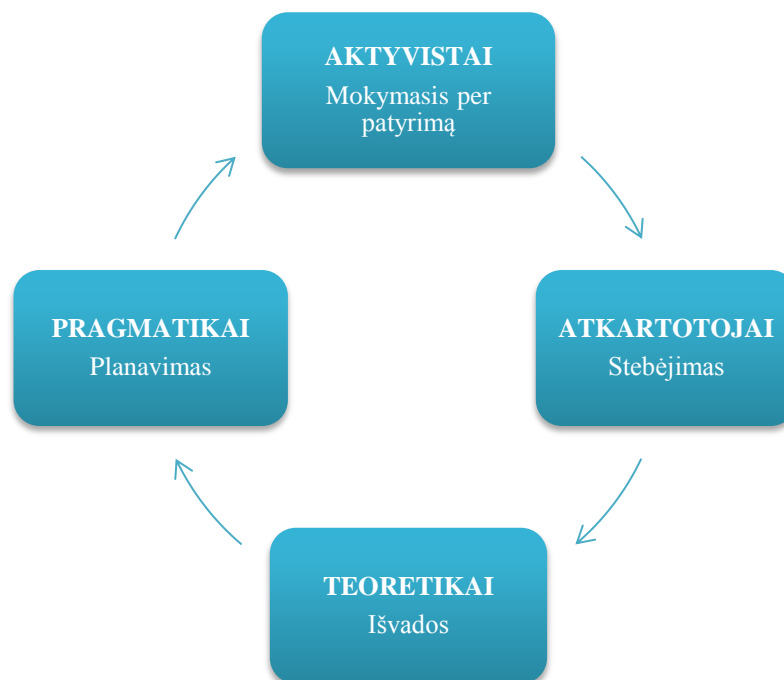 AKTYVISTAI
Mokymasis per
patyrimą
PRAGMATIKAI
Planavimas
ATKARTOTOJAI
Stebėjimas
TEORETIKAI
Išvados